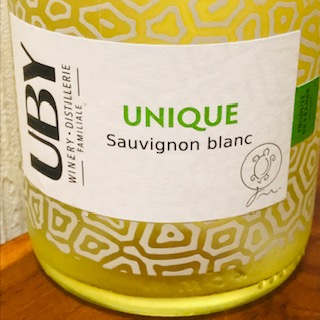 UBY
WINERY · DISTILLERIE
FAMILIALE
UNIQUE
Sauvignon blanc